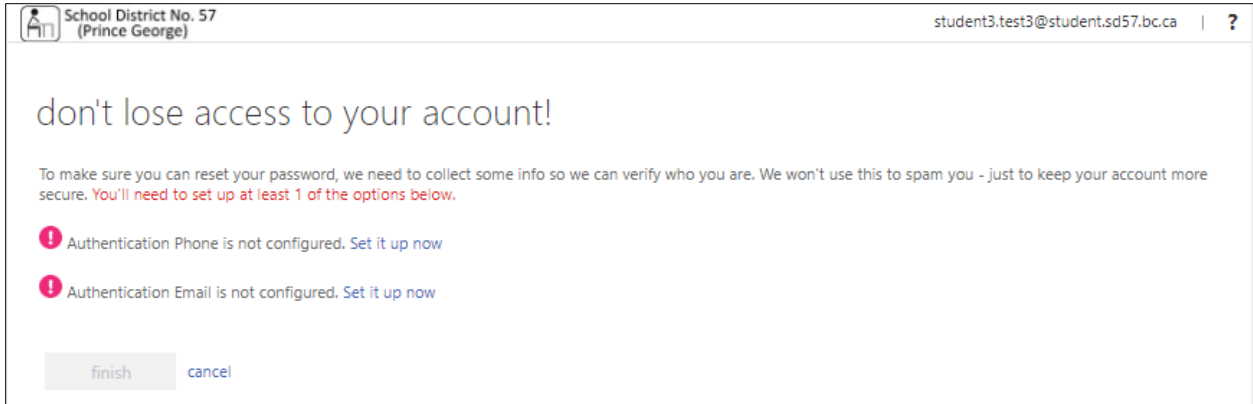 School District No. 57
(Prince George)
student3.test3@student.sd57.bc.ca | ?
don't lose access to your account!
To make sure you can reset your password, we need to collect some info so we can verify who you are. We won't use this to spam you - just to keep your account more
secure. You'll need to set up at least 1 of the options below.
! Authentication Phone is not configured. Set it up now
! Authentication Email is not configured. Set it up now
finish cancel